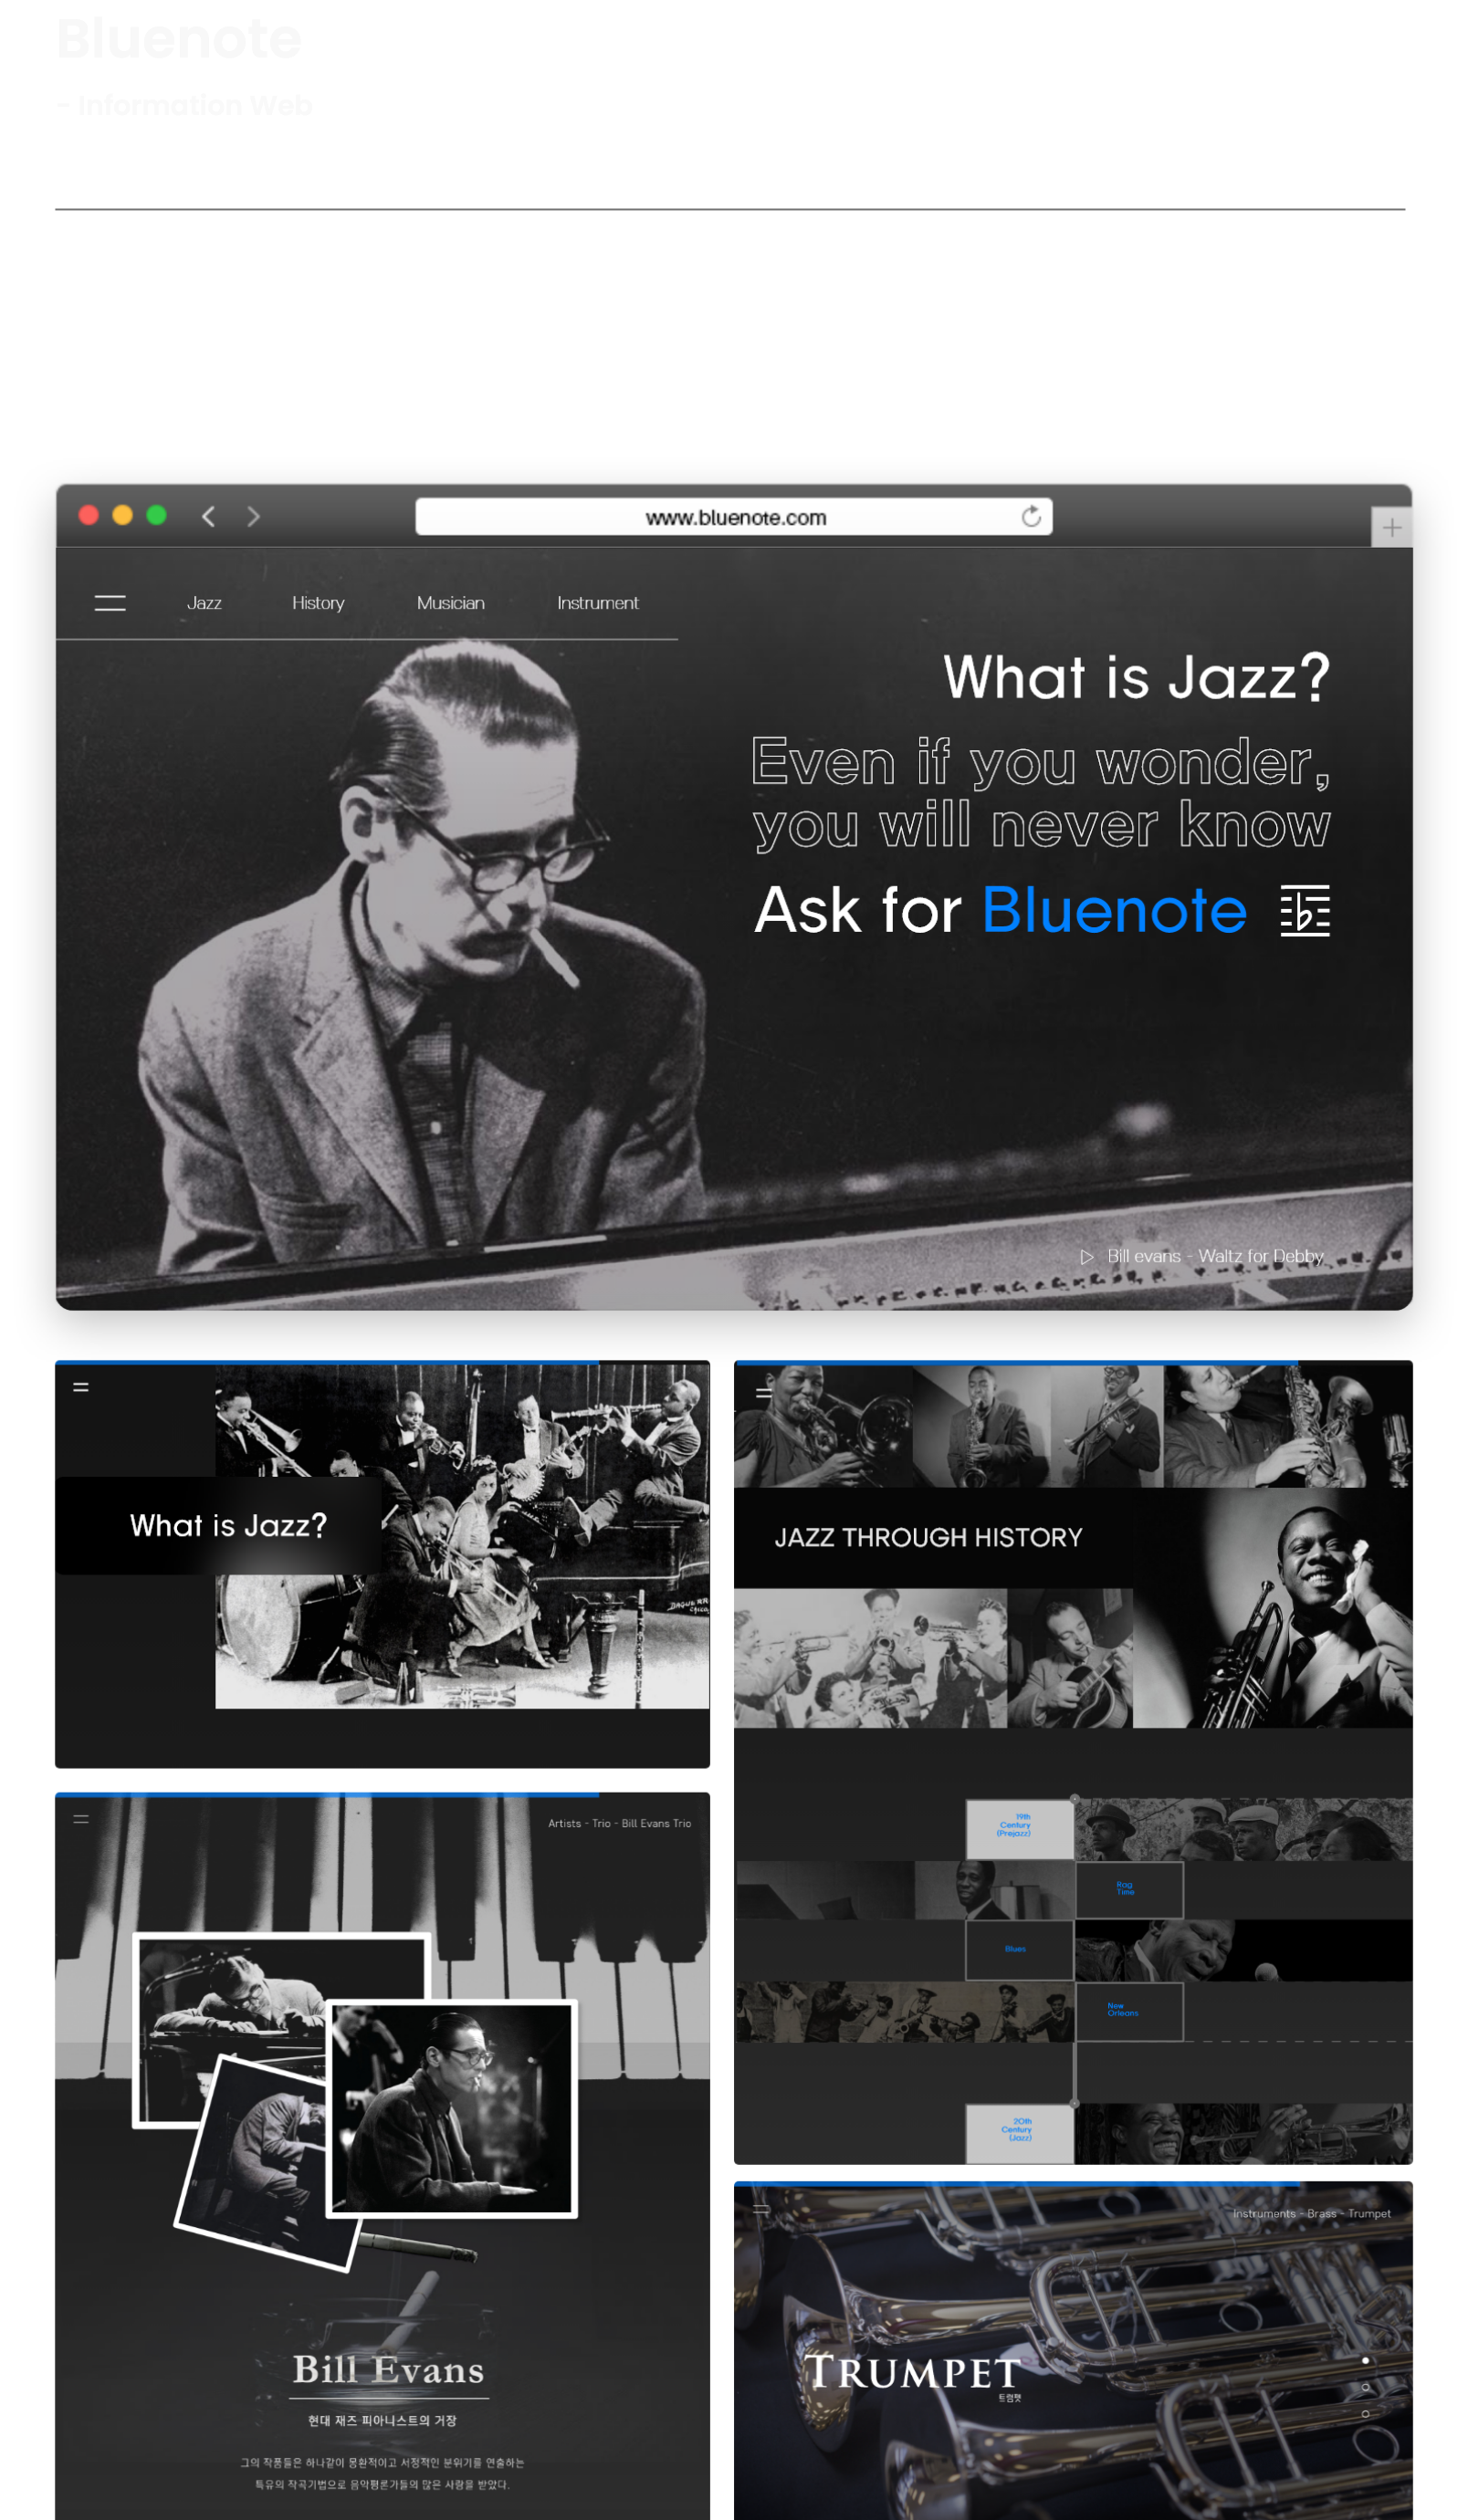 Bluenote
- Information Web
www.bluenote.com
Jazz
History
Musician
Instrument
What is Jazz?
Even if you wonder,
you will never know
Ask for Bluenote
Bill evans - Waltz for Debby
What is Jazz?
JAZZ THROUGH HISTORY
19th
Century
(Prejazz)
Rag
Time
Blues
New
Orleans
20th
Century
(Jazz)
Artists - Trio - Bill Evans Trio
Bill Evans
현대 재즈 피아니스트의 거장
그의 작품들은 하나같이 몽환적이고 서정적인 분위기를 연출하는
특유의 작곡기법으로 음악평론가들의 많은 사랑을 받았다.
Instruments - Brass - Trumpet
TRUMPET
트럼펫